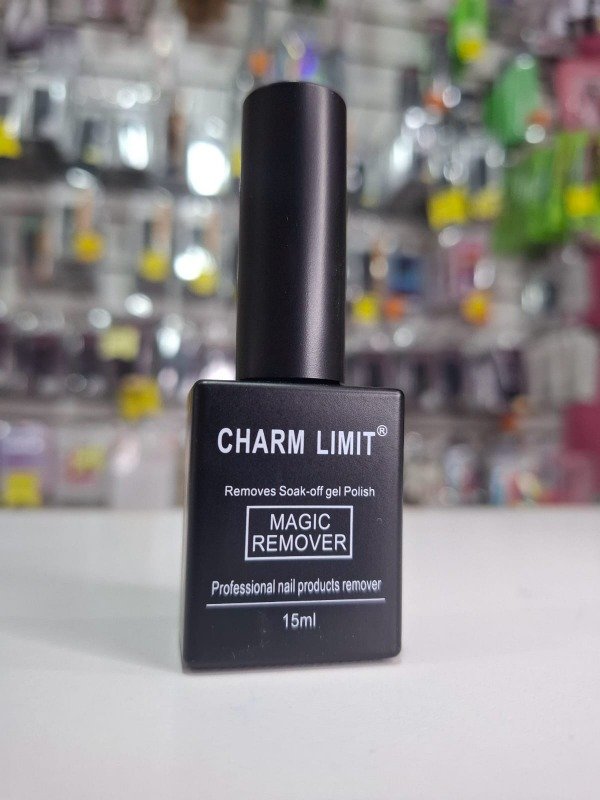 CHARM LIMIT®
Removes Soak-off gel Polish
MAGIC
REMOVER
Professional nail products remover
15ml